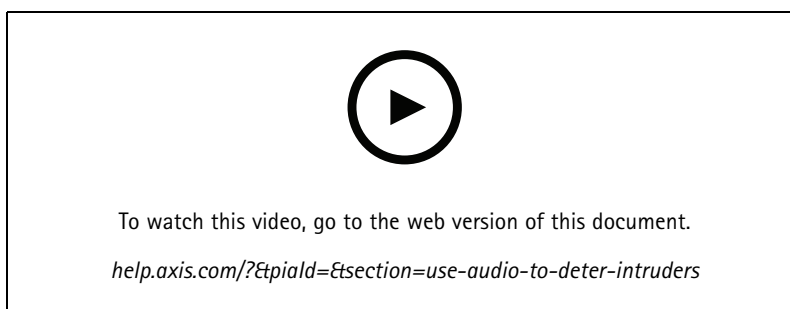 To watch this video, go to the web version of this document.
help.axis.com/?&piaId=&section=use-audio-to-deter-intruders